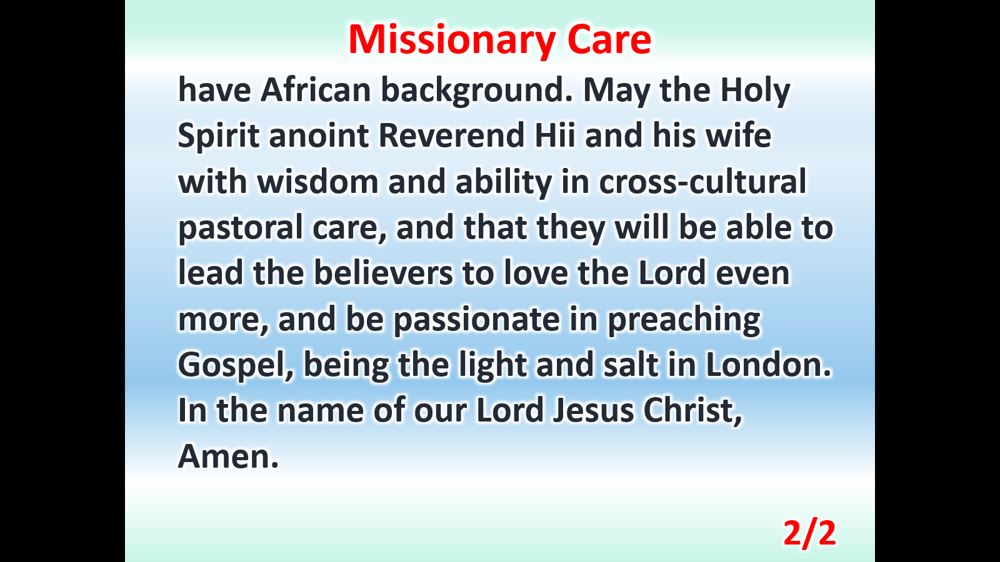 Missionary Care
have African background. May the Holy
Spirit anoint Reverend Hii and his wife
with wisdom and ability in cross-cultural
pastoral care, and that they will be able to
lead the believers to love the Lord even
more, and be passionate in preaching
Gospel, being the light and salt in London.
In the name of our Lord Jesus Christ,
Amen.
2/2